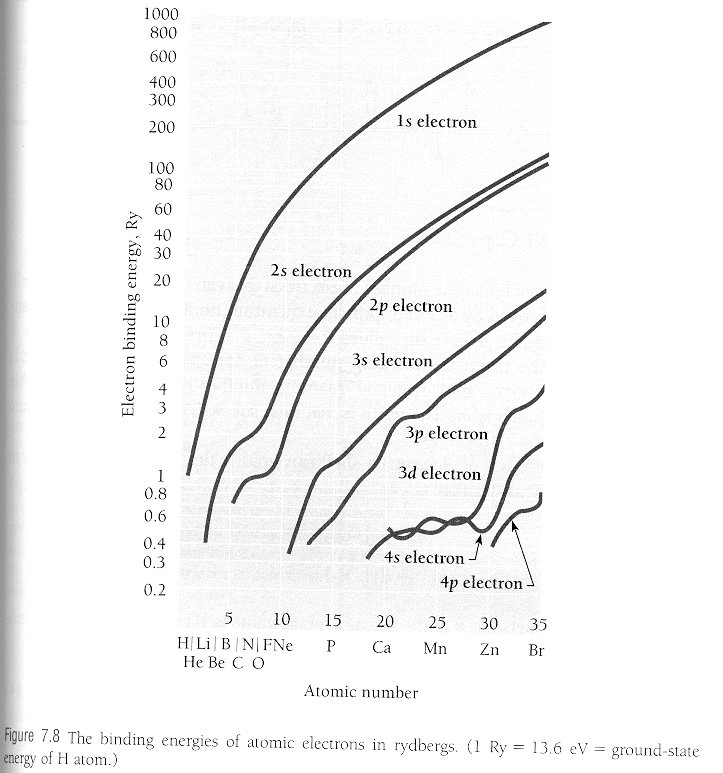 1000
800
600
400
300
200
100
80
60
40
30
20
10
8
6
4
3
2
1
0.8
0.6
0.4
0.3
0.2
Electron binding energy, Ry
1s electron
2s electron
2p electron
3s electron
3p electron
3d electron
4s electron
4p electron
5 10 15 20 25 30 35
H|Li|B|N|FNe P Ca Mn Zn Br
He Be C O
Atomic number
Figure 7.8 The binding energies of atomic electrons in rydbergs. (1 Ry = 13.6 eV = ground-state
energy of H atom.)